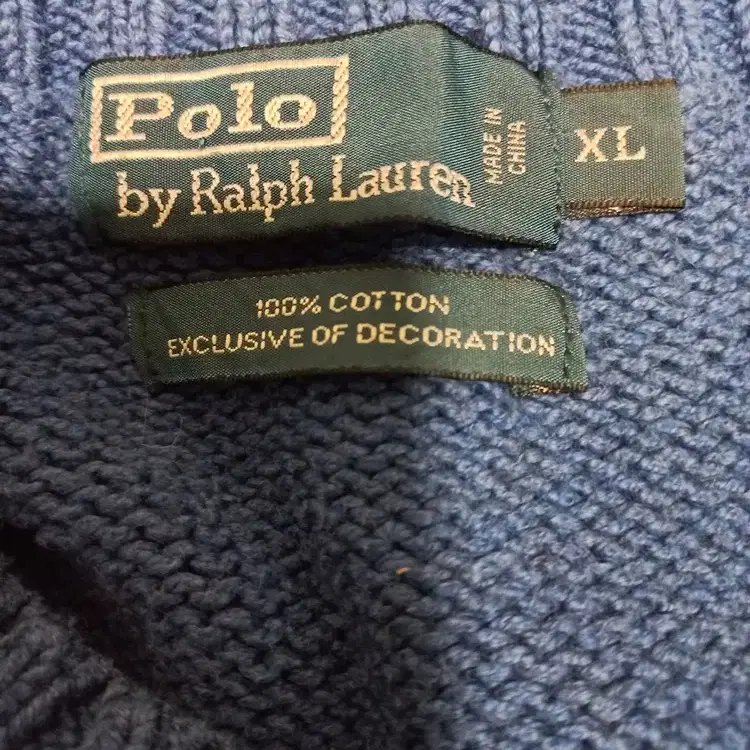 Polo
by Ralph Lauren
MADE IN
CHINA
XL
100% COTTON
EXCLUSIVE OF DECORATION